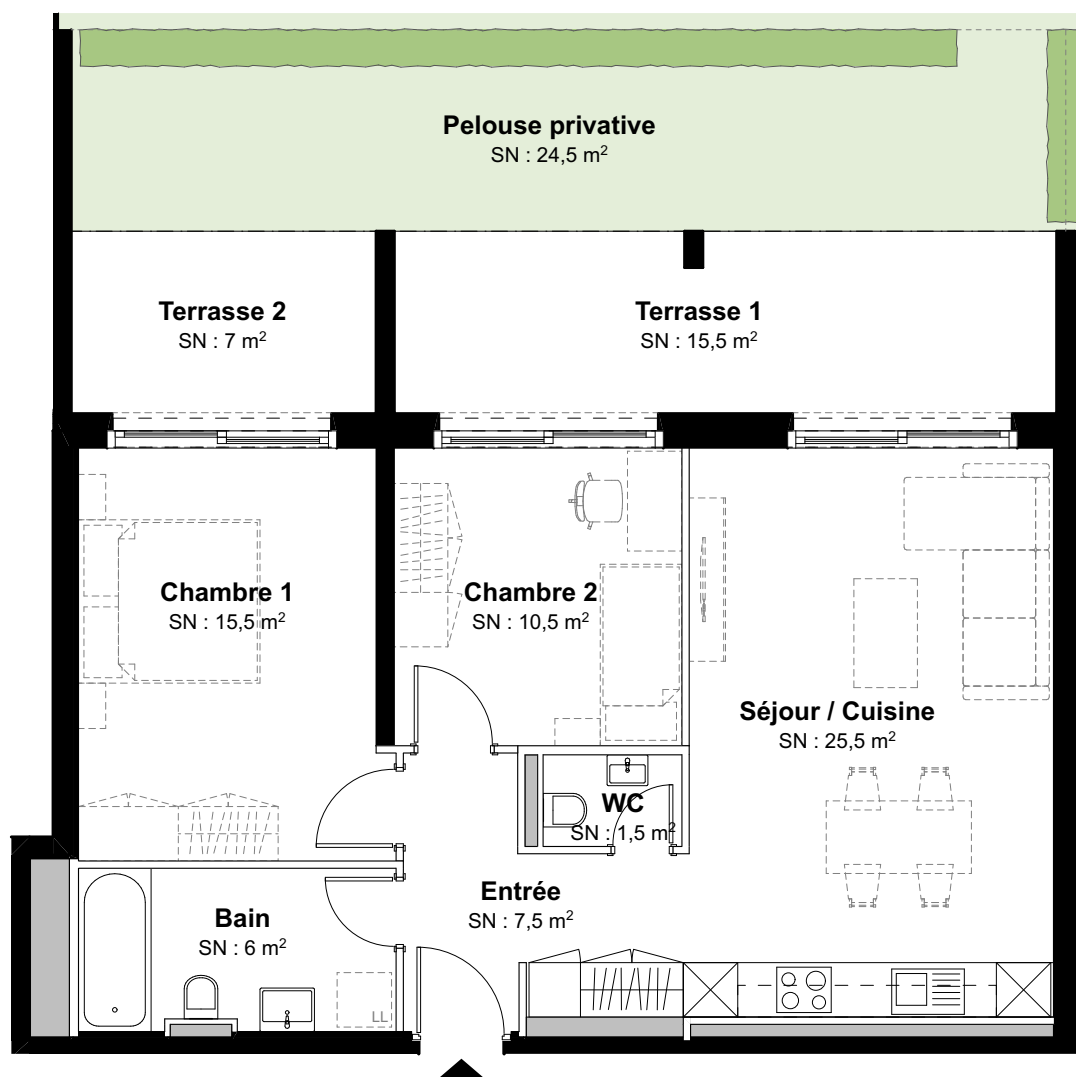 Pelouse privative
SN : 24,5 m²
Terrasse 2
SN : 7 m²
Terrasse 1
SN : 15,5 m²
Chambre 1
SN : 15,5 m²
Chambre 2
SN : 10,5 m²
Séjour / Cuisine
SN : 25,5 m²
WC
SN : 1,5 m²
Entrée
SN : 7,5 m²
Bain
SN : 6 m²
LL